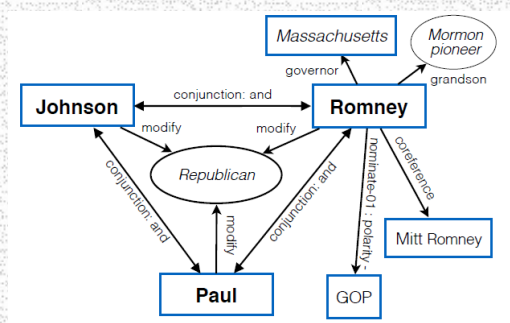 Massachusetts
Mormon
pioneer
governor
grandson
conjunction: and
Johnson
Romney
modify
modify
Republican
conjunction: and
conjunction: and
nominate-01 : polarity -
coreference
modify
Mitt Romney
Paul
GOP